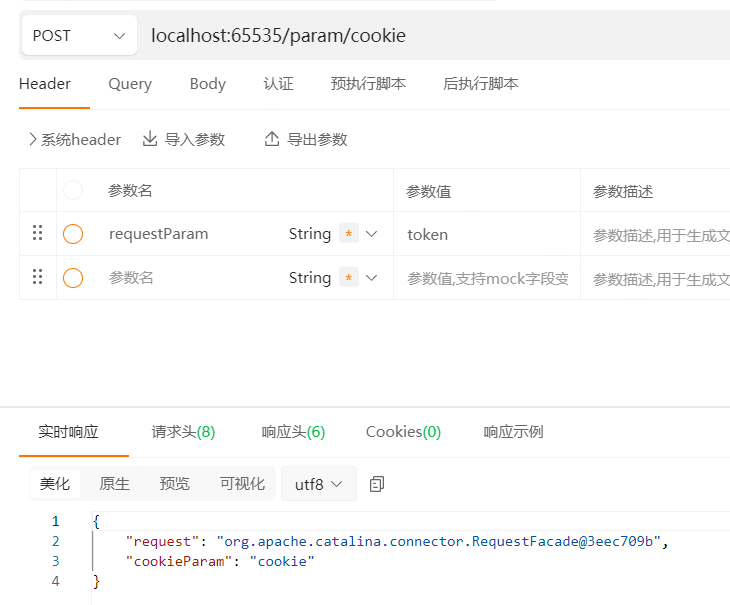 POST localhost:65535/param/cookie
Header Query Body 认证 预执行脚本 后执行脚本
系统header 导入参数 导出参数
参数名 参数值 参数描述
requestParam String * token 参数描述,用于生成文
参数名 String * 参数值,支持mock字段变 参数描述,用于生成文
实时响应 请求头(8) 响应头(6) Cookies(0) 响应示例
美化 原生 预览 可视化 utf8
1 {
2 "request": "org.apache.catalina.connector.RequestFacade@3eec709b",
3 "cookieParam": "cookie"
4 }